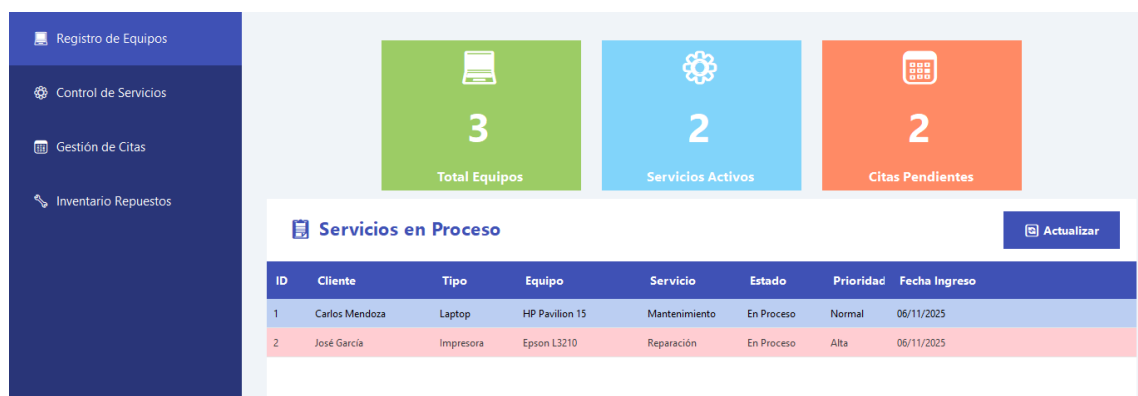 Registro de Equipos
Control de Servicios
Gestión de Citas
Inventario Repuestos
3
Total Equipos
2
Servicios Activos
2
Citas Pendientes
Servicios en Proceso
Actualizar
ID Cliente Tipo Equipo Servicio Estado Prioridad Fecha Ingreso
1 Carlos Mendoza Laptop HP Pavilion 15 Mantenimiento En Proceso Normal 06/11/2025
2 José García Impresora Epson L3210 Reparación En Proceso Alta 06/11/2025